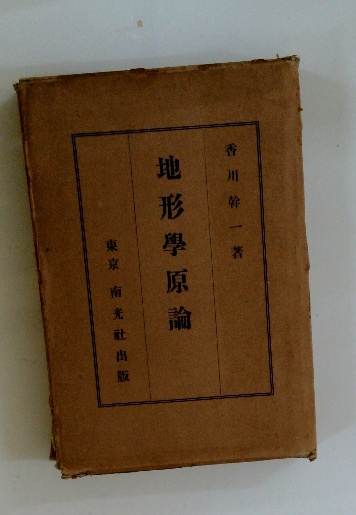 香川幹一著
地形學原論
東京 南光社出版